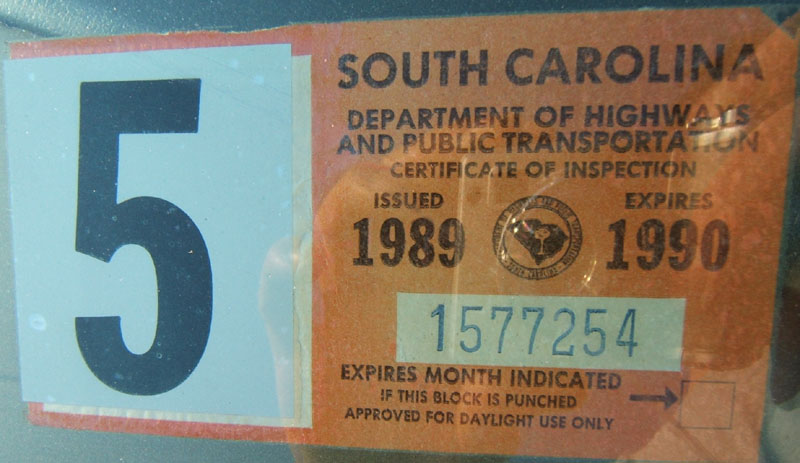 5
SOUTH CAROLINA
DEPARTMENT OF HIGHWAYS
AND PUBLIC TRANSPORTATION
CERTIFICATE OF INSPECTION
ISSUED EXPIRES
1989 1990
1577254
EXPIRES MONTH INDICATED
IF THIS BLOCK IS PUNCHED
APPROVED FOR DAYLIGHT USE ONLY